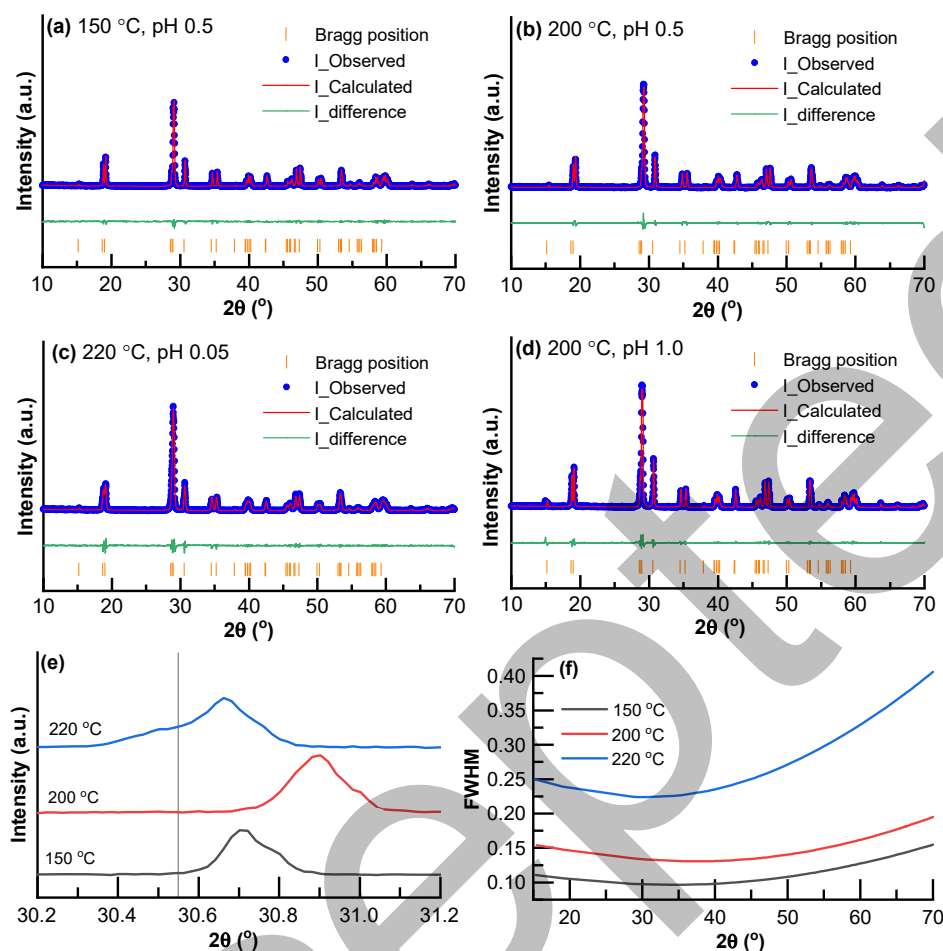 (a) 150 °C, pH 0.5
Bragg position
I_Observed
I_Calculated
I_difference
Intensity (a.u.)
10 20 30 40 50 60 70
2θ (°)
(b) 200 °C, pH 0.5
Bragg position
I_Observed
I_Calculated
I_difference
Intensity (a.u.)
10 20 30 40 50 60 70
2θ (°)
(c) 220 °C, pH 0.05
Bragg position
I_Observed
I_Calculated
I_difference
Intensity (a.u.)
10 20 30 40 50 60 70
2θ (°)
(d) 200 °C, pH 1.0
Bragg position
I_Observed
I_Calculated
I_difference
Intensity (a.u.)
10 20 30 40 50 60 70
2θ (°)
(e)
220 °C
200 °C
150 °C
Intensity (a.u.)
30.2 30.4 30.6 30.8 31.0 31.2
2θ (°)
(f)
0.40
0.35
0.30
0.25
0.20
0.15
0.10
FWHM
150 °C
200 °C
220 °C
20 30 40 50 60 70
2θ (°)